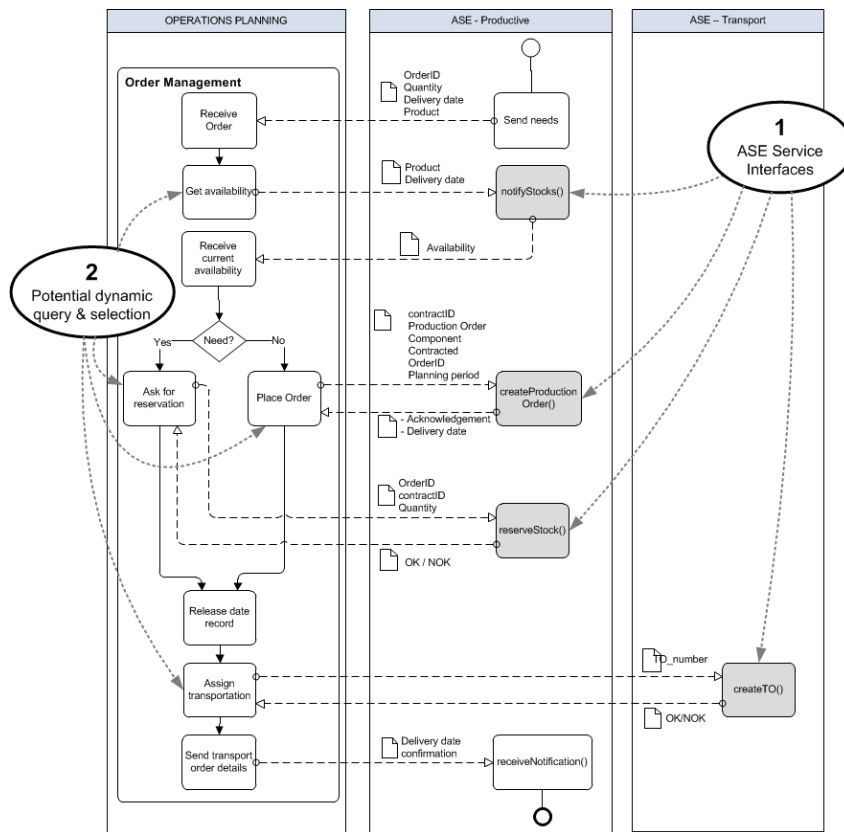 OPERATIONS PLANNING
ASE - Productive
ASE – Transport
Order Management
Receive
Order
OrderID
Quantity
Delivery date
Product
Send needs
1
ASE Service
Interfaces
Get availability
Product
Delivery date
notifyStocks()
Receive
current
availability
Availability
2
Potential dynamic
query & selection
Need?
Yes
No
contractID
Production Order
Component
Contracted
OrderID
Planning period
Ask for
reservation
Place Order
createProduction
Order()
- Acknowledgement
- Delivery date
OrderID
contractID
Quantity
reserveStock()
OK / NOK
Release date
record
Assign
transportation
TO_number
createTO()
OK/NOK
Send transport
order details
Delivery date
confirmation
receiveNotification()